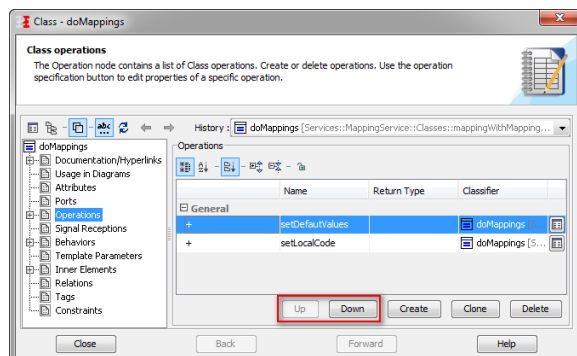 Class - doMappings
Class operations
The Operation node contains a list of Class operations. Create or delete operations. Use the operation
specification button to edit properties of a specific operation.
History : doMappings [Services::MappingService::Classes::mappingWithMapping...
doMappings
Documentation/Hyperlinks
Usage in Diagrams
Attributes
Ports
Operations
Signal Receptions
Behaviors
Template Parameters
Inner Elements
Relations
Tags
Constraints
Operations
Name Return Type Classifier
General
+ setDefautValues doMappings
+ setLocalCode doMappings [S...
Up Down Create Clone Delete
Close Back Forward Help